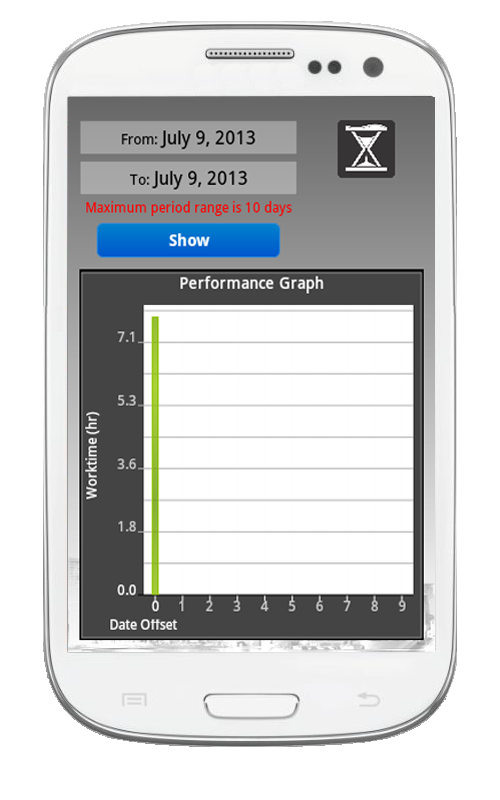 From: July 9, 2013
To: July 9, 2013
Maximum period range is 10 days
Show
Performance Graph
7.1
5.3
3.6
1.8
0.0
Worktime (hr)
0 1 2 3 4 5 6 7 8 9
Date Offset